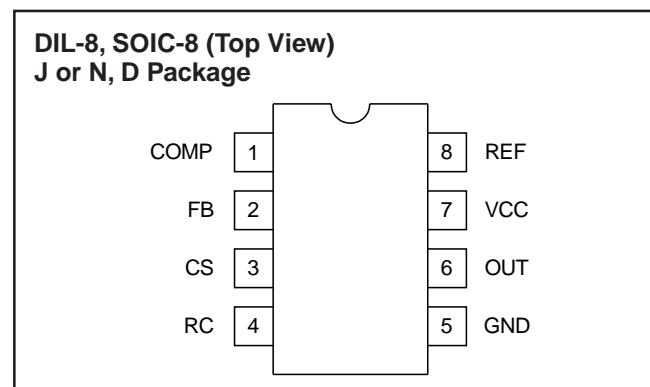 DIL-8, SOIC-8 (Top View)
J or N, D Package
COMP 1 8 REF
FB 2 7 VCC
CS 3 6 OUT
RC 4 5 GND